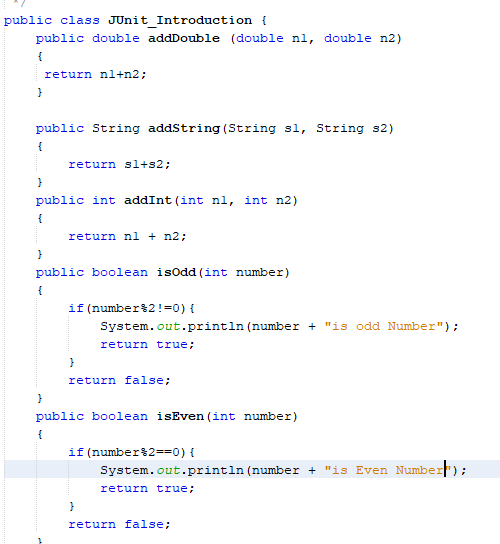 */
public class JUnit_Introduction {
public double addDouble (double n1, double n2)
{
return n1+n2;
}
public String addString(String s1, String s2)
{
return s1+s2;
}
public int addInt(int n1, int n2)
{
return n1 + n2;
}
public boolean isOdd(int number)
{
if(number%2!=0){
System.out.println(number + "is odd Number");
return true;
}
return false;
}
public boolean isEven(int number)
{
if(number%2==0){
System.out.println(number + "is Even Number");
return true;
}
return false;
}